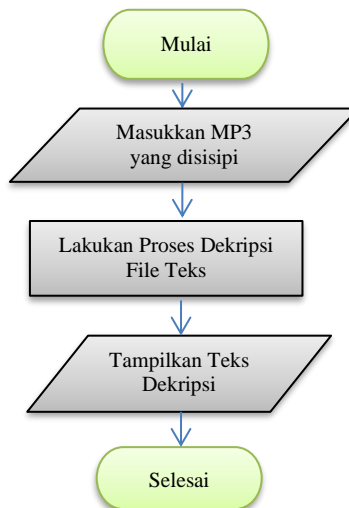 Mulai
Masukkan MP3
yang disisipi
Lakukan Proses Dekripsi
File Teks
Tampilkan Teks
Dekripsi
Selesai